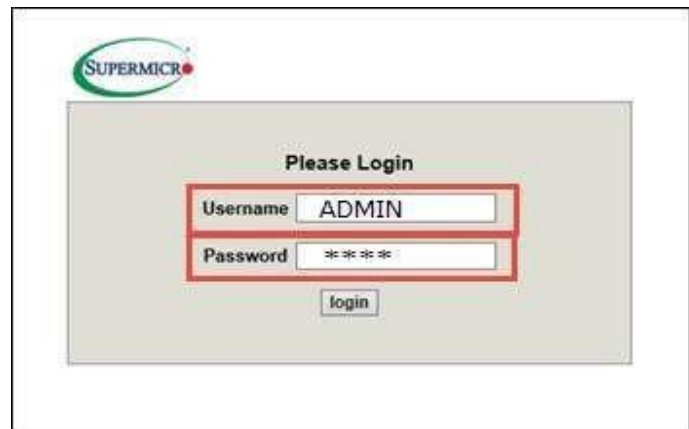 SUPERMICRO
Please Login
Username ADMIN
Password ****
login